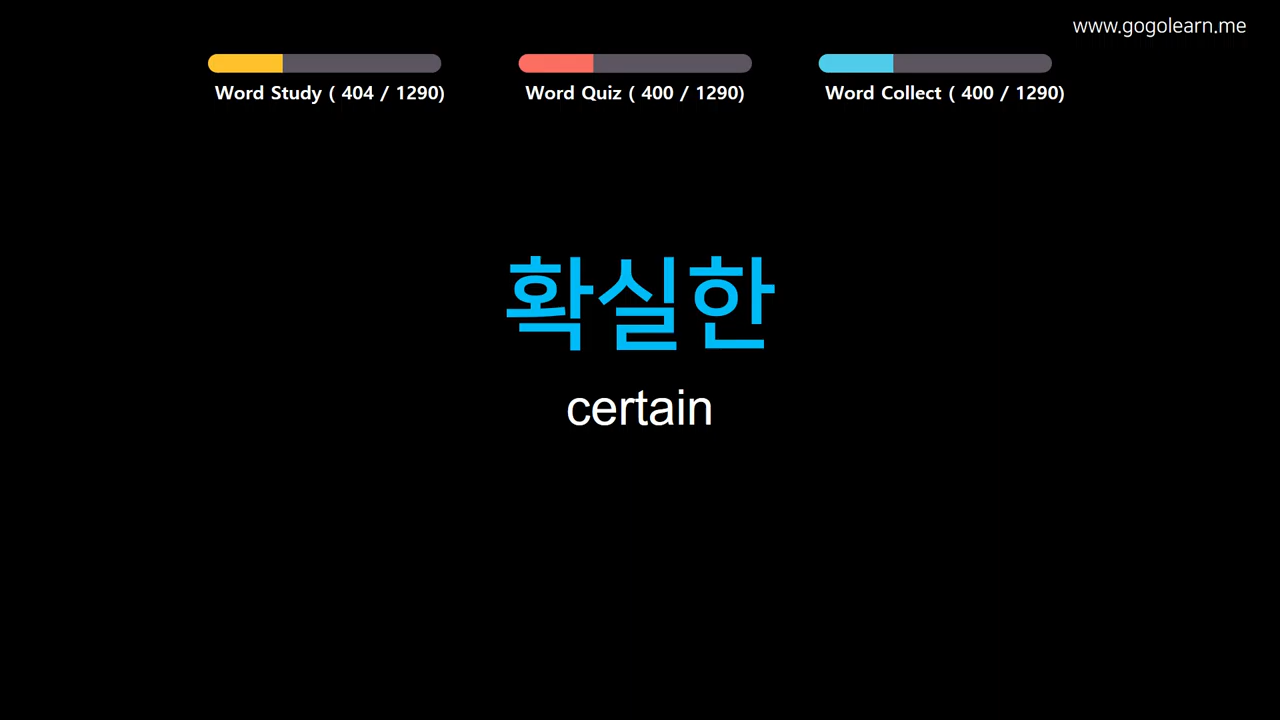 www.gogolearn.me
Word Study ( 404 / 1290)
Word Quiz ( 400 / 1290)
Word Collect ( 400 / 1290)
확실한
certain